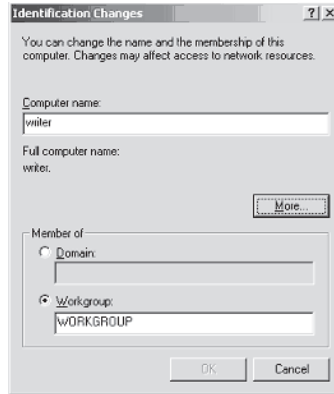 Identification Changes
You can change the name and the membership of this
computer. Changes may affect access to network resources.
Computer name:
writer
Full computer name:
writer.
More...
Member of
Domain:
Workgroup:
WORKGROUP
OK Cancel